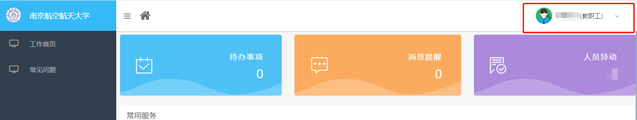 南京航空航天大学
(教职工)
工作首页
常见问题
待办事项
0
消息提醒
0
人员异动
常用服务